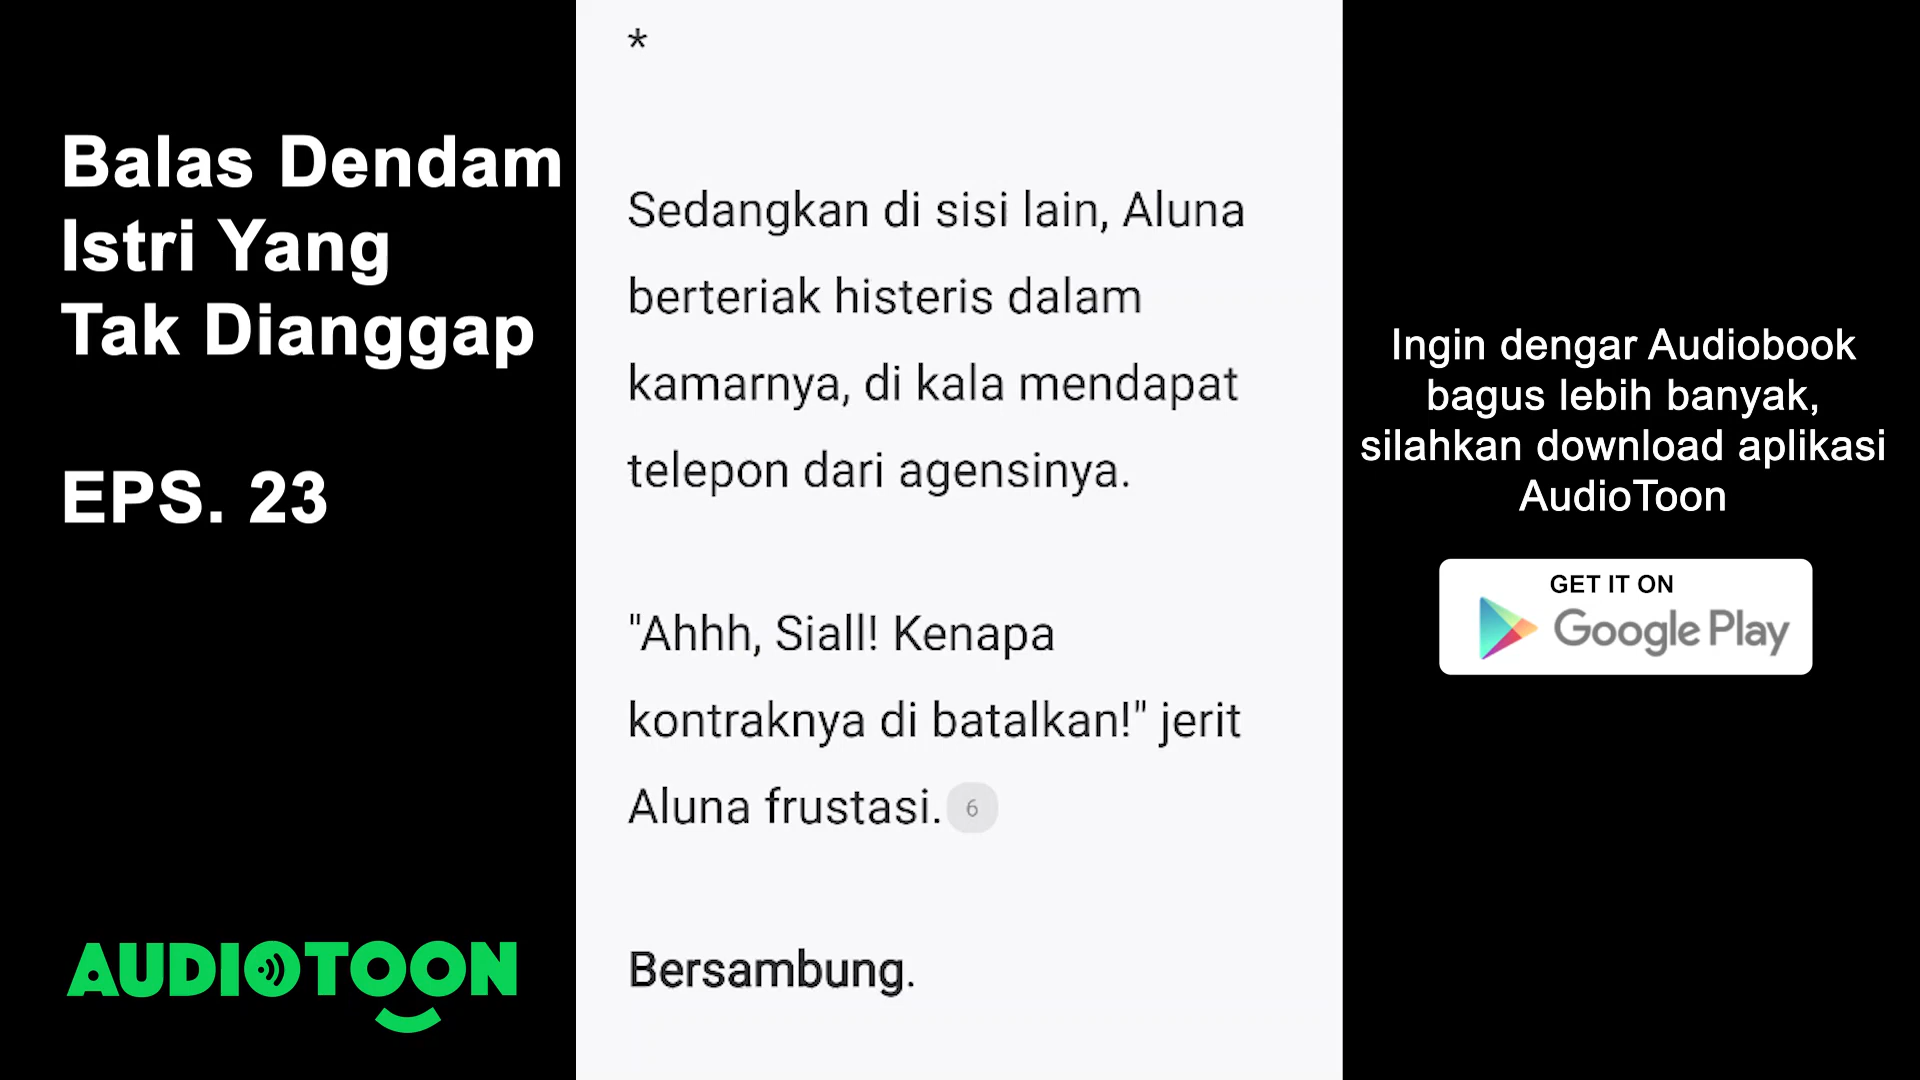 Balas Dendam
Istri Yang
Tak Dianggap
EPS. 23
AUDIOTOON
*
Sedangkan di sisi lain, Aluna
berteriak histeris dalam
kamarnya, di kala mendapat
telepon dari agensinya.
"Ahhh, Siall! Kenapa
kontraknya di batalkan!" jerit
Aluna frustasi. 6
Bersambung.
Ingin dengar Audiobook
bagus lebih banyak,
silahkan download aplikasi
AudioToon
GET IT ON
Google Play